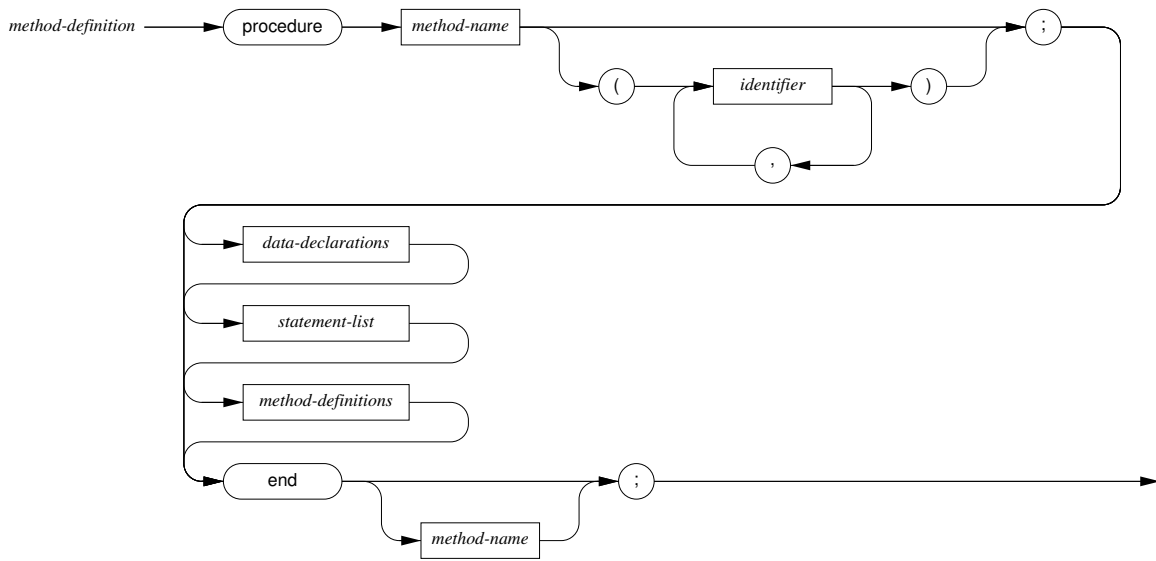 method-definition procedure method-name ;
( identifier )
,
data-declarations
statement-list
method-definitions
end ;
method-name